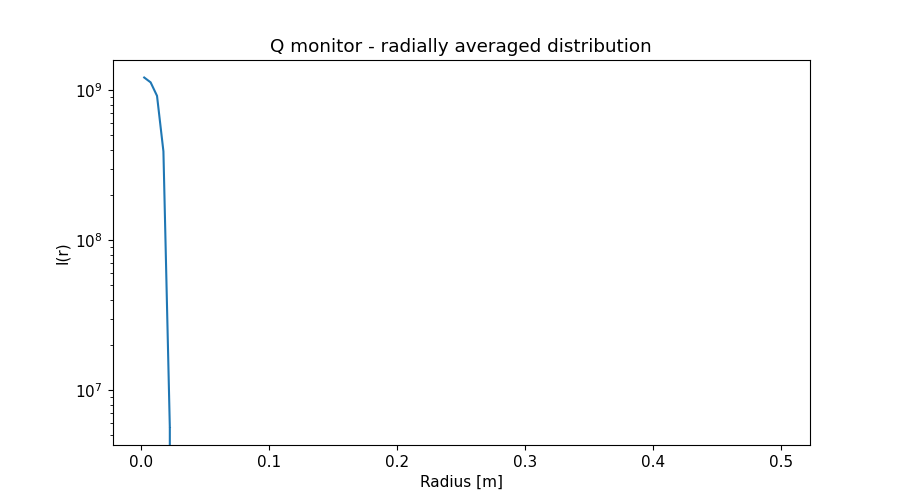 Q monitor - radially averaged distribution
10⁹
10⁸
10⁷
I(r)
0.0 0.1 0.2 0.3 0.4 0.5
Radius [m]